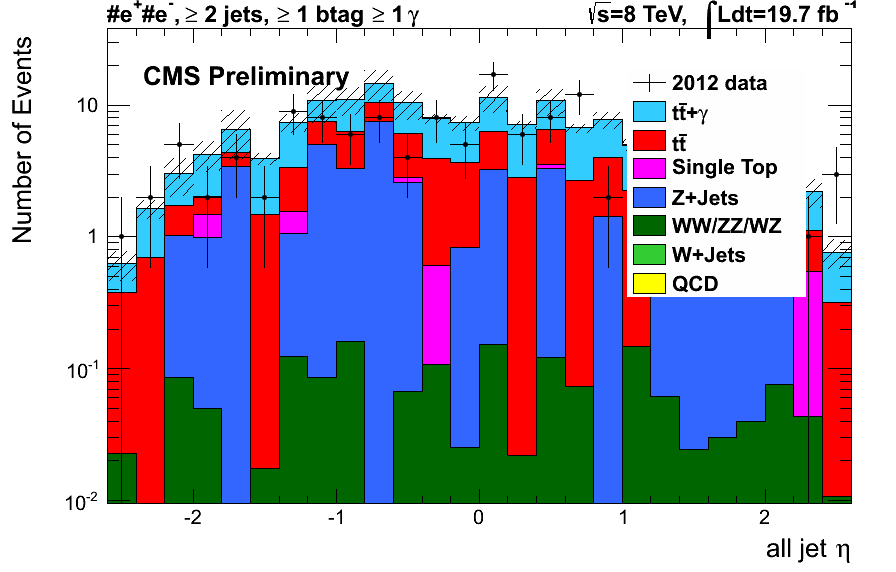 #e⁺#e⁻, ≥ 2 jets, ≥ 1 btag ≥ 1 γ
√s=8 TeV, ∫Ldt=19.7 fb⁻¹
CMS Preliminary
2012 data
tt̄+γ
tt̄
Single Top
Z+Jets
WW/ZZ/WZ
W+Jets
QCD
Number of Events
10
1
10⁻¹
10⁻²
-2 -1 0 1 2
all jet η